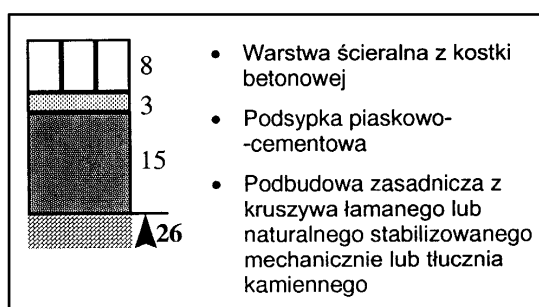 8
3
15
26
• Warstwa ścieralna z kostki
betonowej
• Podsypka piaskowo-
-cementowa
• Podbudowa zasadnicza z
kruszywa łamanego lub
naturalnego stabilizowanego
mechanicznie lub tłucznia
kamiennego